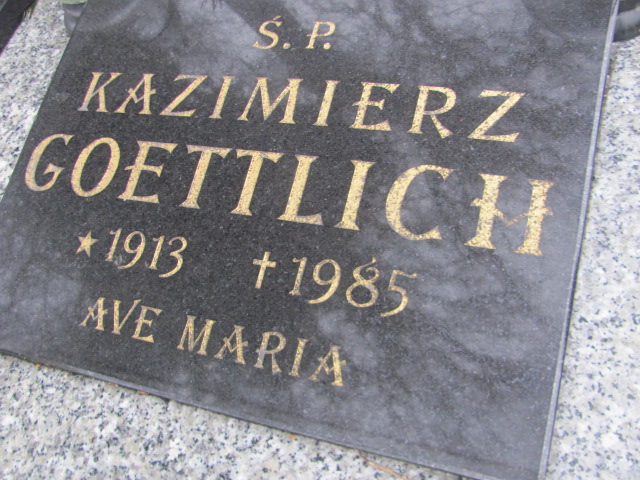 Ś. P.
KAZIMIERZ
GOETTLICH
★ 1913 † 1985
AVE MARIA